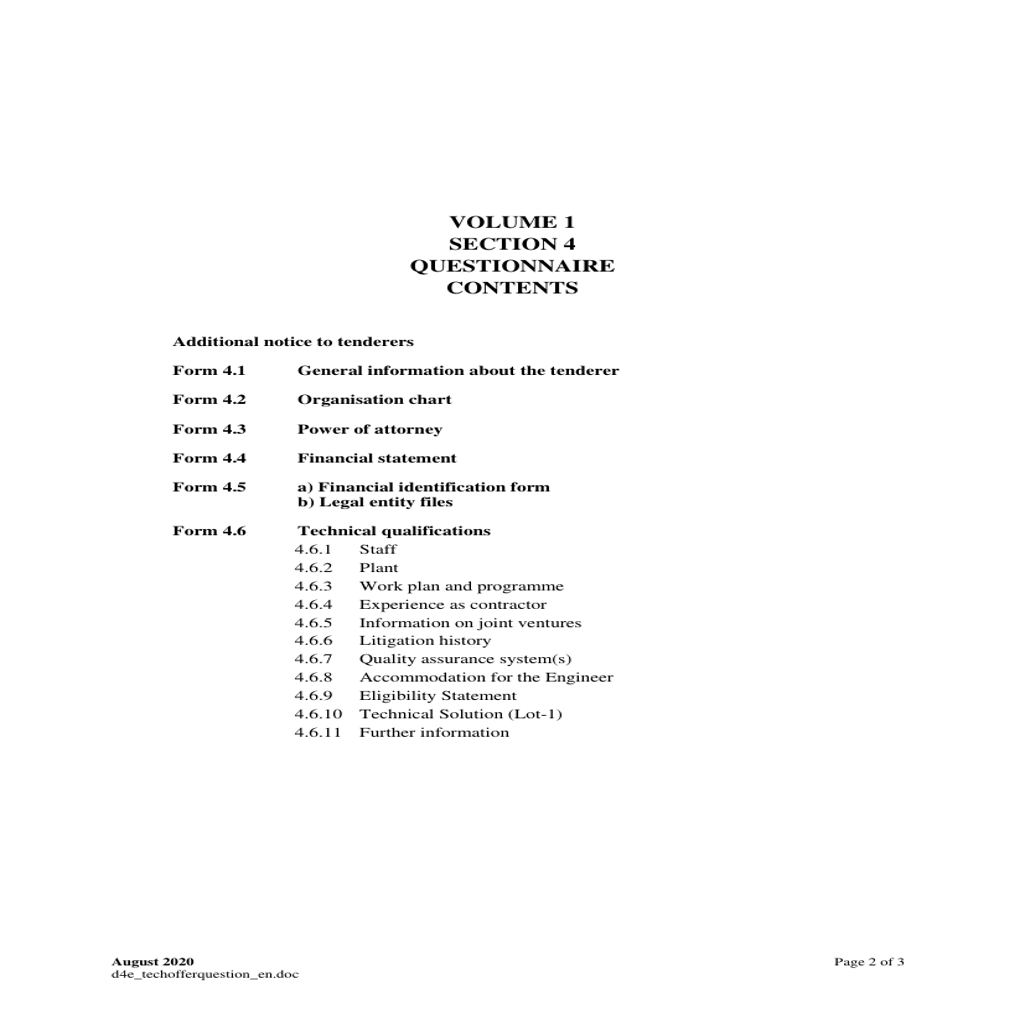 VOLUME 1
SECTION 4
QUESTIONNAIRE
CONTENTS
Additional notice to tenderers
Form 4.1 General information about the tenderer
Form 4.2 Organisation chart
Form 4.3 Power of attorney
Form 4.4 Financial statement
Form 4.5 a) Financial identification form
b) Legal entity files
Form 4.6 Technical qualifications
4.6.1 Staff
4.6.2 Plant
4.6.3 Work plan and programme
4.6.4 Experience as contractor
4.6.5 Information on joint ventures
4.6.6 Litigation history
4.6.7 Quality assurance system(s)
4.6.8 Accommodation for the Engineer
4.6.9 Eligibility Statement
4.6.10 Technical Solution (Lot-1)
4.6.11 Further information
August 2020 Page 2 of 3
d4e_techofferquestion_en.doc